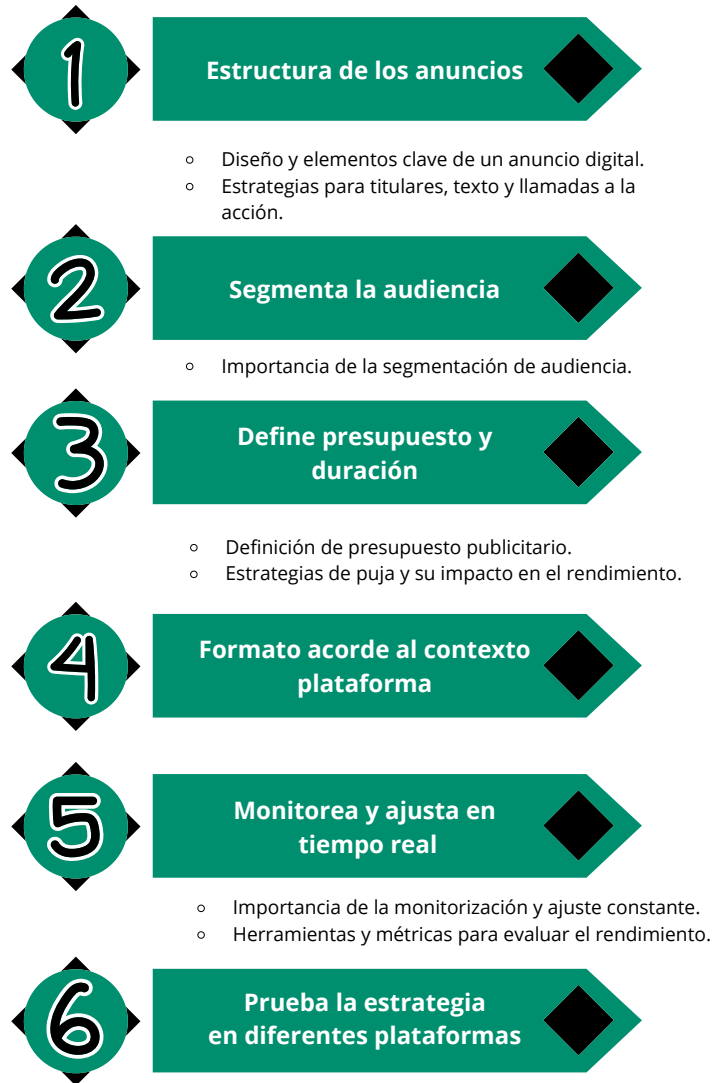 1
Estructura de los anuncios
Diseño y elementos clave de un anuncio digital.
Estrategias para titulares, texto y llamadas a la
acción.
2
Segmenta la audiencia
Importancia de la segmentación de audiencia.
3
Define presupuesto y
duración
Definición de presupuesto publicitario.
Estrategias de puja y su impacto en el rendimiento.
4
Formato acorde al contexto
plataforma
5
Monitorea y ajusta en
tiempo real
Importancia de la monitorización y ajuste constante.
Herramientas y métricas para evaluar el rendimiento.
6
Prueba la estrategia
en diferentes plataformas